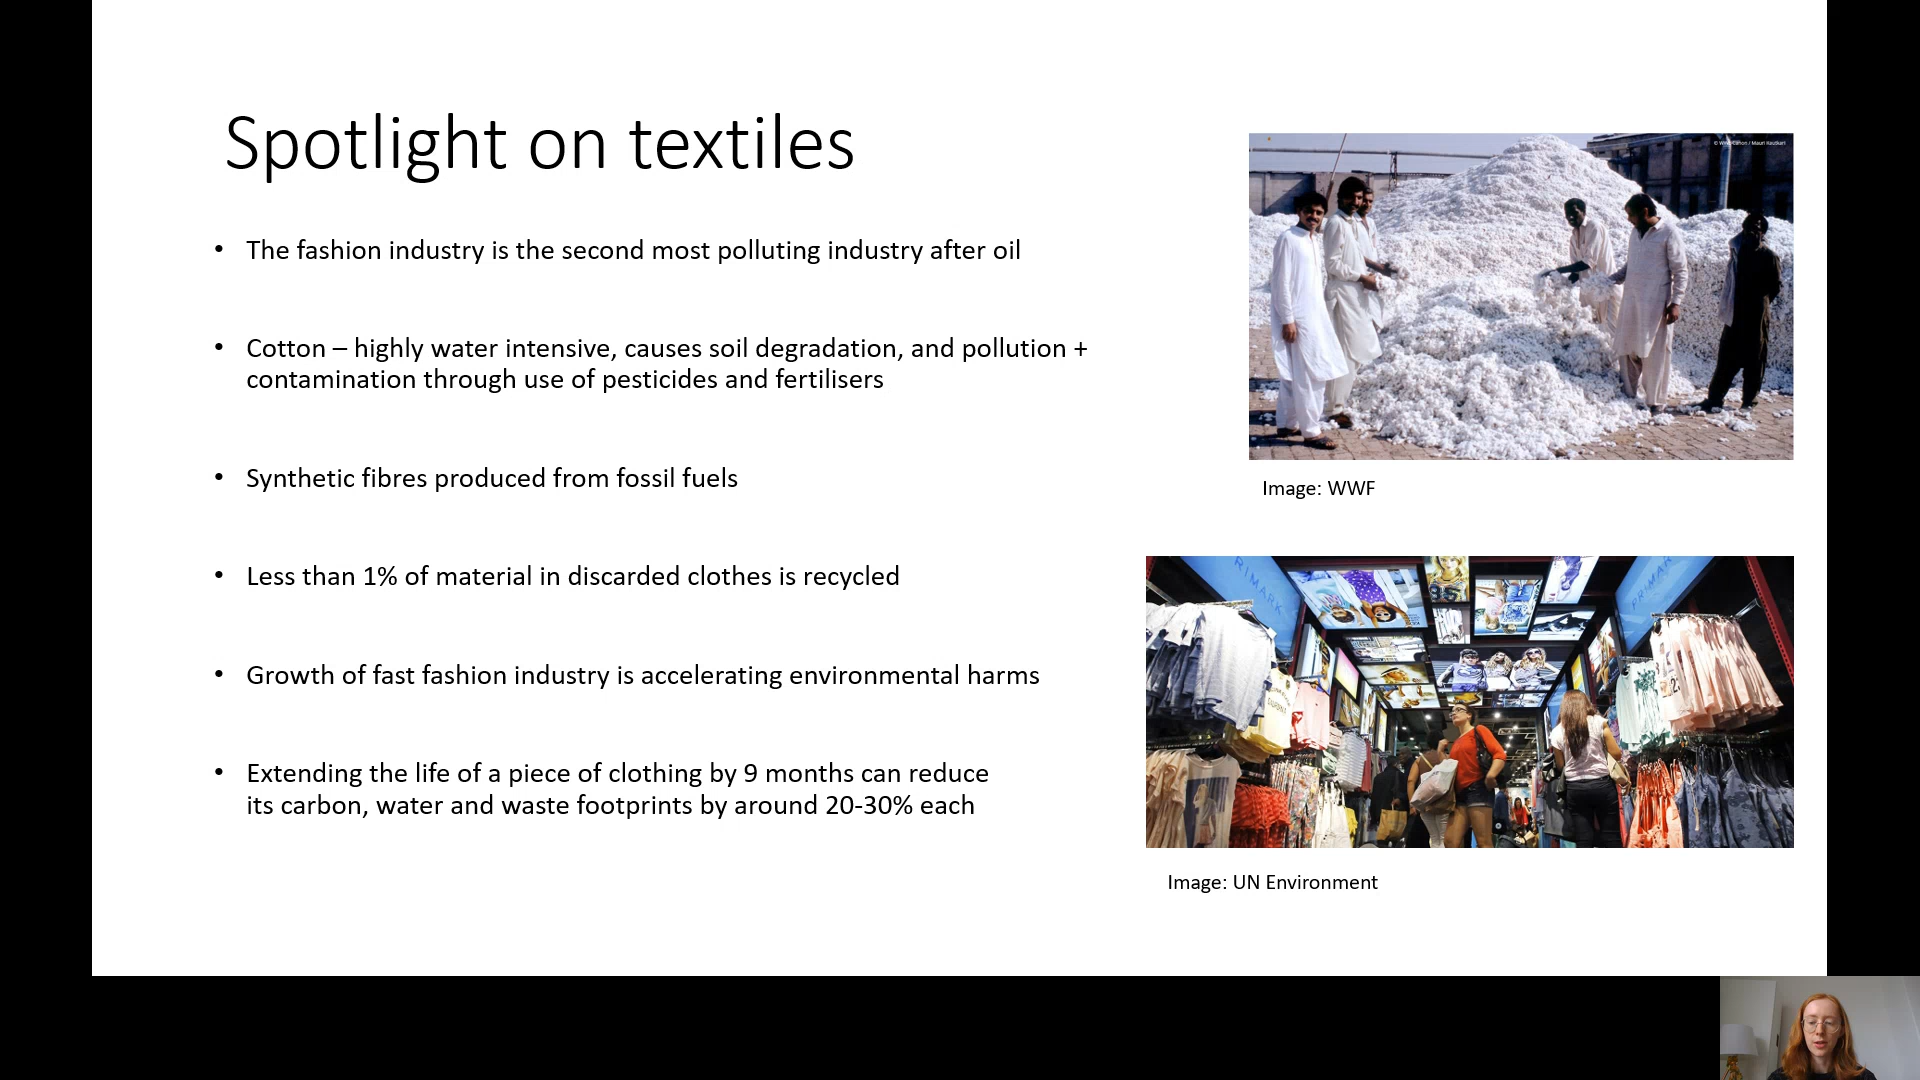 Spotlight on textiles
• The fashion industry is the second most polluting industry after oil
• Cotton – highly water intensive, causes soil degradation, and pollution +
contamination through use of pesticides and fertilisers
• Synthetic fibres produced from fossil fuels
• Less than 1% of material in discarded clothes is recycled
• Growth of fast fashion industry is accelerating environmental harms
• Extending the life of a piece of clothing by 9 months can reduce
its carbon, water and waste footprints by around 20-30% each
Image: WWF
PRIMARK
Image: UN Environment